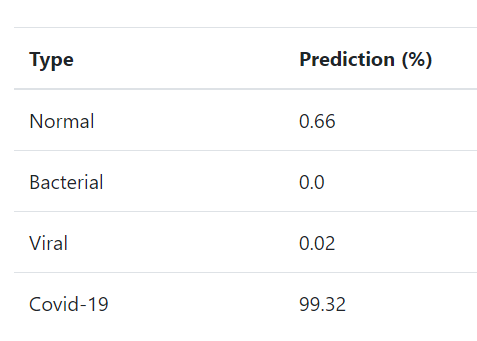 Type Prediction (%)
Normal 0.66
Bacterial 0.0
Viral 0.02
Covid-19 99.32